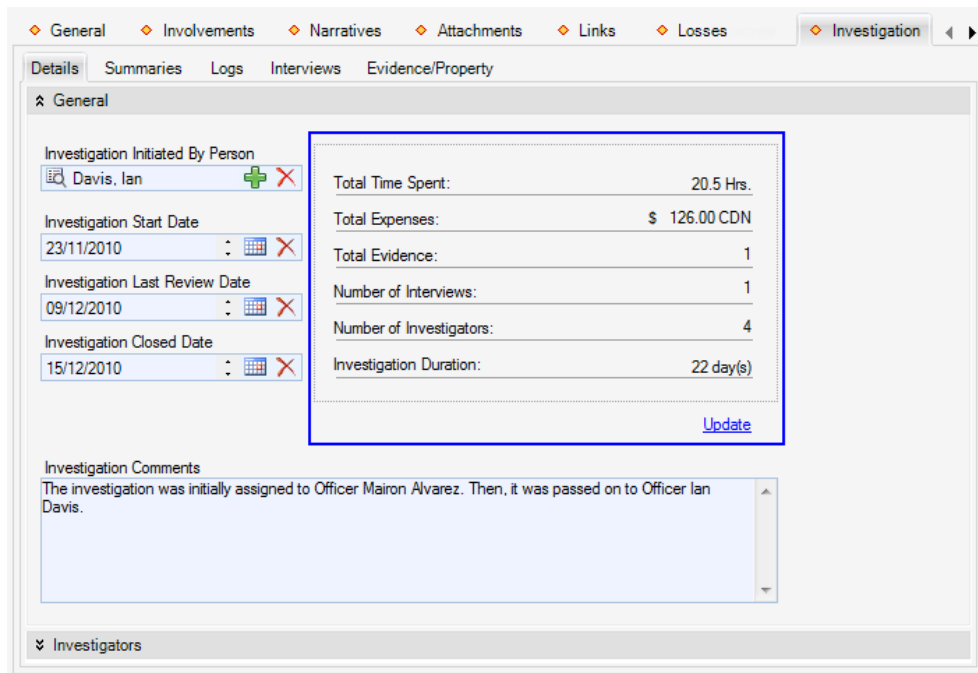 General Involvements Narratives Attachments Links Losses Investigation
Details Summaries Logs Interviews Evidence/Property
General
Investigation Initiated By Person
Davis, Ian
Investigation Start Date
23/11/2010
Investigation Last Review Date
09/12/2010
Investigation Closed Date
15/12/2010
Total Time Spent: 20.5 Hrs.
Total Expenses: $ 126.00 CDN
Total Evidence: 1
Number of Interviews: 1
Number of Investigators: 4
Investigation Duration: 22 day(s)
Update
Investigation Comments
The investigation was initially assigned to Officer Mairon Alvarez. Then, it was passed on to Officer Ian
Davis.
Investigators